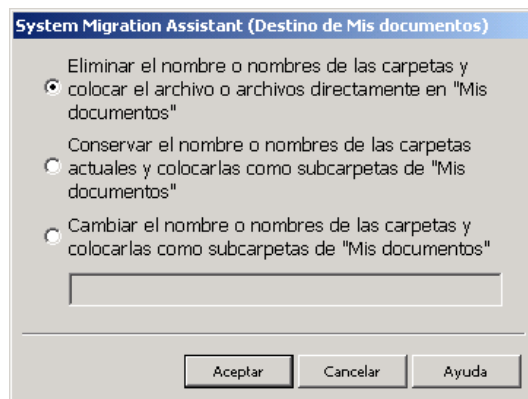 System Migration Assistant (Destino de Mis documentos)
Eliminar el nombre o nombres de las carpetas y
colocar el archivo o archivos directamente en "Mis
documentos"
Conservar el nombre o nombres de las carpetas
actuales y colocarlas como subcarpetas de "Mis
documentos"
Cambiar el nombre o nombres de las carpetas y
colocarlas como subcarpetas de "Mis documentos"
Aceptar
Cancelar
Ayuda